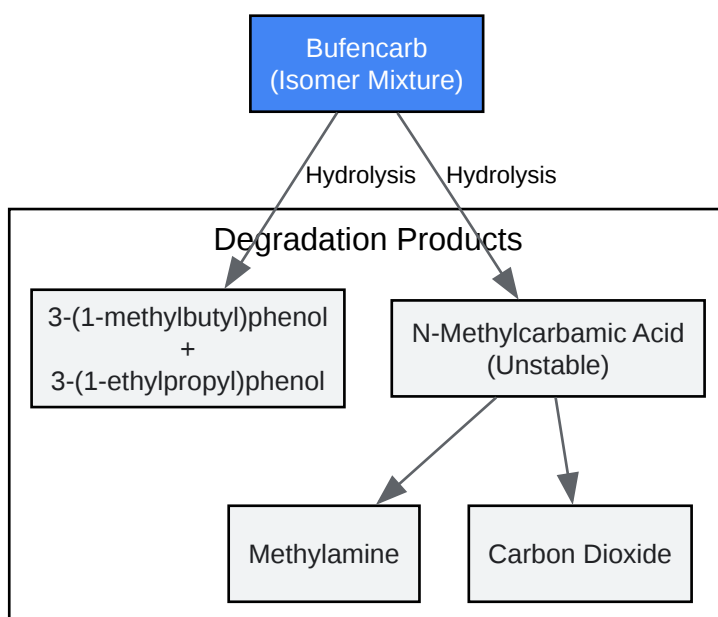 Bufencarb
(Isomer Mixture)
Hydrolysis
Hydrolysis
Degradation Products
3-(1-methylbutyl)phenol
+
3-(1-ethylpropyl)phenol
N-Methylcarbamic Acid
(Unstable)
Methylamine
Carbon Dioxide